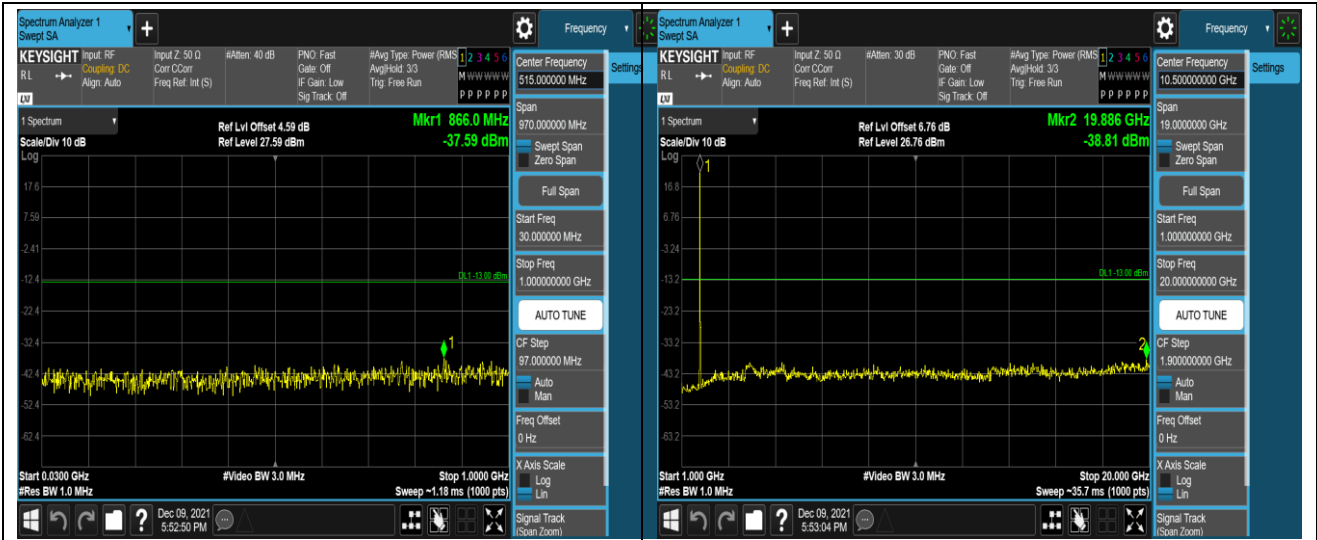 Spectrum Analyzer 1
Swept SA
+
Frequency
KEYSIGHT
RL
LXI
Input: RF
Coupling: DC
Align: Auto
Input Z: 50 Ω
Corr CCorr
Freq Ref: Int (S)
#Atten: 40 dB
PNO: Fast
Gate: Off
IF Gain: Low
Sig Track: Off
#Avg Type: Power (RMS
Avg|Hold: 3/3
Trig: Free Run
1 2 3 4 5 6
M W W W W W
P P P P P P
1 Spectrum
Scale/Div 10 dB
Log
Ref Lvl Offset 4.59 dB
Ref Level 27.59 dBm
Mkr1 866.0 MHz
-37.59 dBm
17.6
7.59
-2.41
-12.4
-22.4
-32.4
-42.4
-52.4
-62.4
DL1 -13.00 dBm
1
Start 0.0300 GHz
#Res BW 1.0 MHz
#Video BW 3.0 MHz
Stop 1.0000 GHz
Sweep ~1.18 ms (1000 pts)
Dec 09, 2021
5:52:50 PM
Center Frequency
515.000000 MHz
Settings
Span
970.000000 MHz
Swept Span
Zero Span
Full Span
Start Freq
30.000000 MHz
Stop Freq
1.000000000 GHz
AUTO TUNE
CF Step
97.000000 MHz
Auto
Man
Freq Offset
0 Hz
X Axis Scale
Log
Lin
Signal Track
(Span Zoom)
Spectrum Analyzer 1
Swept SA
+
Frequency
KEYSIGHT
RL
LXI
Input: RF
Coupling: DC
Align: Auto
Input Z: 50 Ω
Corr CCorr
Freq Ref: Int (S)
#Atten: 30 dB
PNO: Fast
Gate: Off
IF Gain: Low
Sig Track: Off
#Avg Type: Power (RMS
Avg|Hold: 3/3
Trig: Free Run
1 2 3 4 5 6
M W W W W W
P P P P P P
1 Spectrum
Scale/Div 10 dB
Log
Ref Lvl Offset 6.76 dB
Ref Level 26.76 dBm
Mkr2 19.886 GHz
-38.81 dBm
1
16.8
6.76
-3.24
-13.2
-23.2
-33.2
-43.2
-53.2
-63.2
DL1 -13.00 dBm
2
Start 1.000 GHz
#Res BW 1.0 MHz
#Video BW 3.0 MHz
Stop 20.000 GHz
Sweep ~35.7 ms (1000 pts)
Dec 09, 2021
5:53:04 PM
Center Frequency
10.500000000 GHz
Settings
Span
19.0000000 GHz
Swept Span
Zero Span
Full Span
Start Freq
1.000000000 GHz
Stop Freq
20.000000000 GHz
AUTO TUNE
CF Step
1.900000000 GHz
Auto
Man
Freq Offset
0 Hz
X Axis Scale
Log
Lin
Signal Track
(Span Zoom)